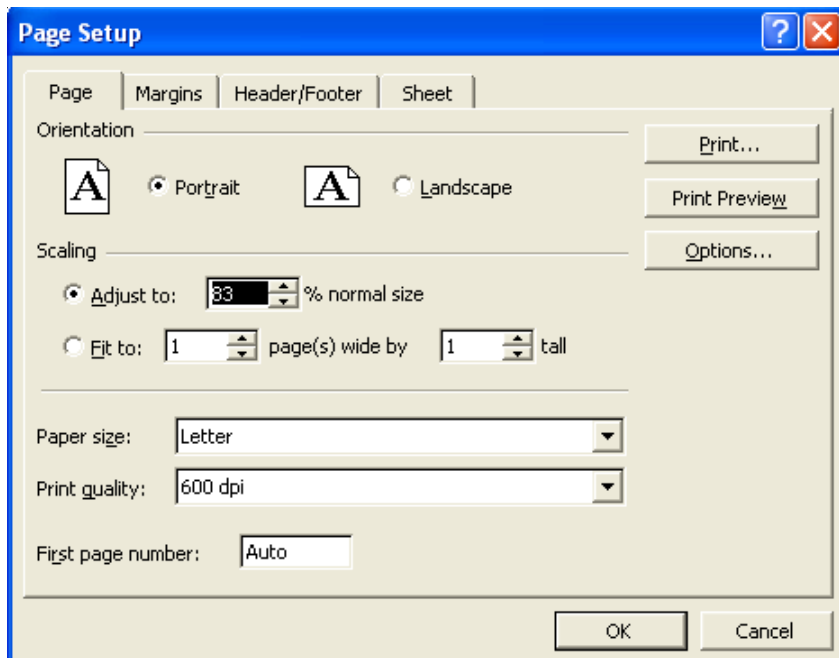 Page Setup
Page Margins Header/Footer Sheet
Orientation
Print...
A Portrait A Landscape
Print Preview
Scaling
Options...
Adjust to: 83 % normal size
Fit to: 1 page(s) wide by 1 tall
Paper size: Letter
Print quality: 600 dpi
First page number: Auto
OK Cancel